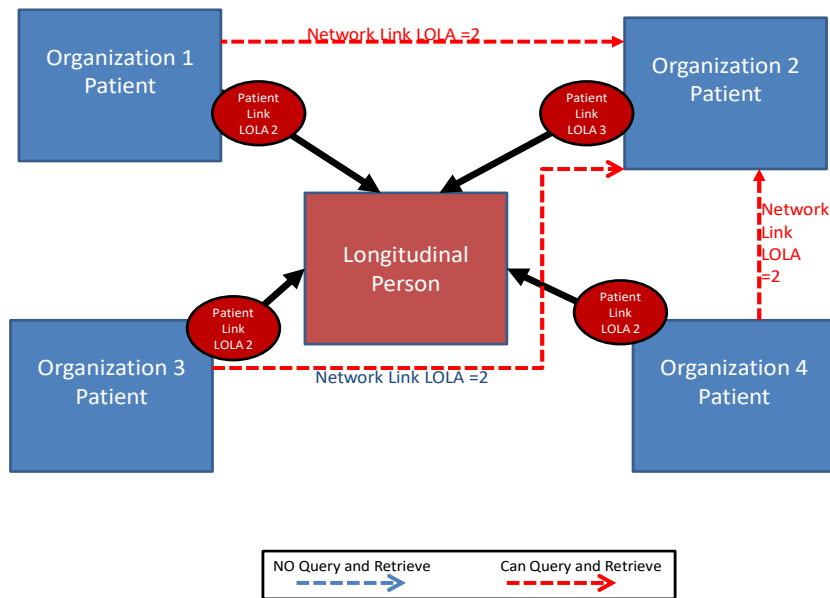 Organization 1
Patient
Network Link LOLA =2
Organization 2
Patient
Patient
Link
LOLA 2
Patient
Link
LOLA 3
Longitudinal
Person
Network
Link
LOLA
=2
Organization 3
Patient
Patient
Link
LOLA 2
Patient
Link
LOLA 2
Organization 4
Patient
Network Link LOLA =2
NO Query and Retrieve
Can Query and Retrieve